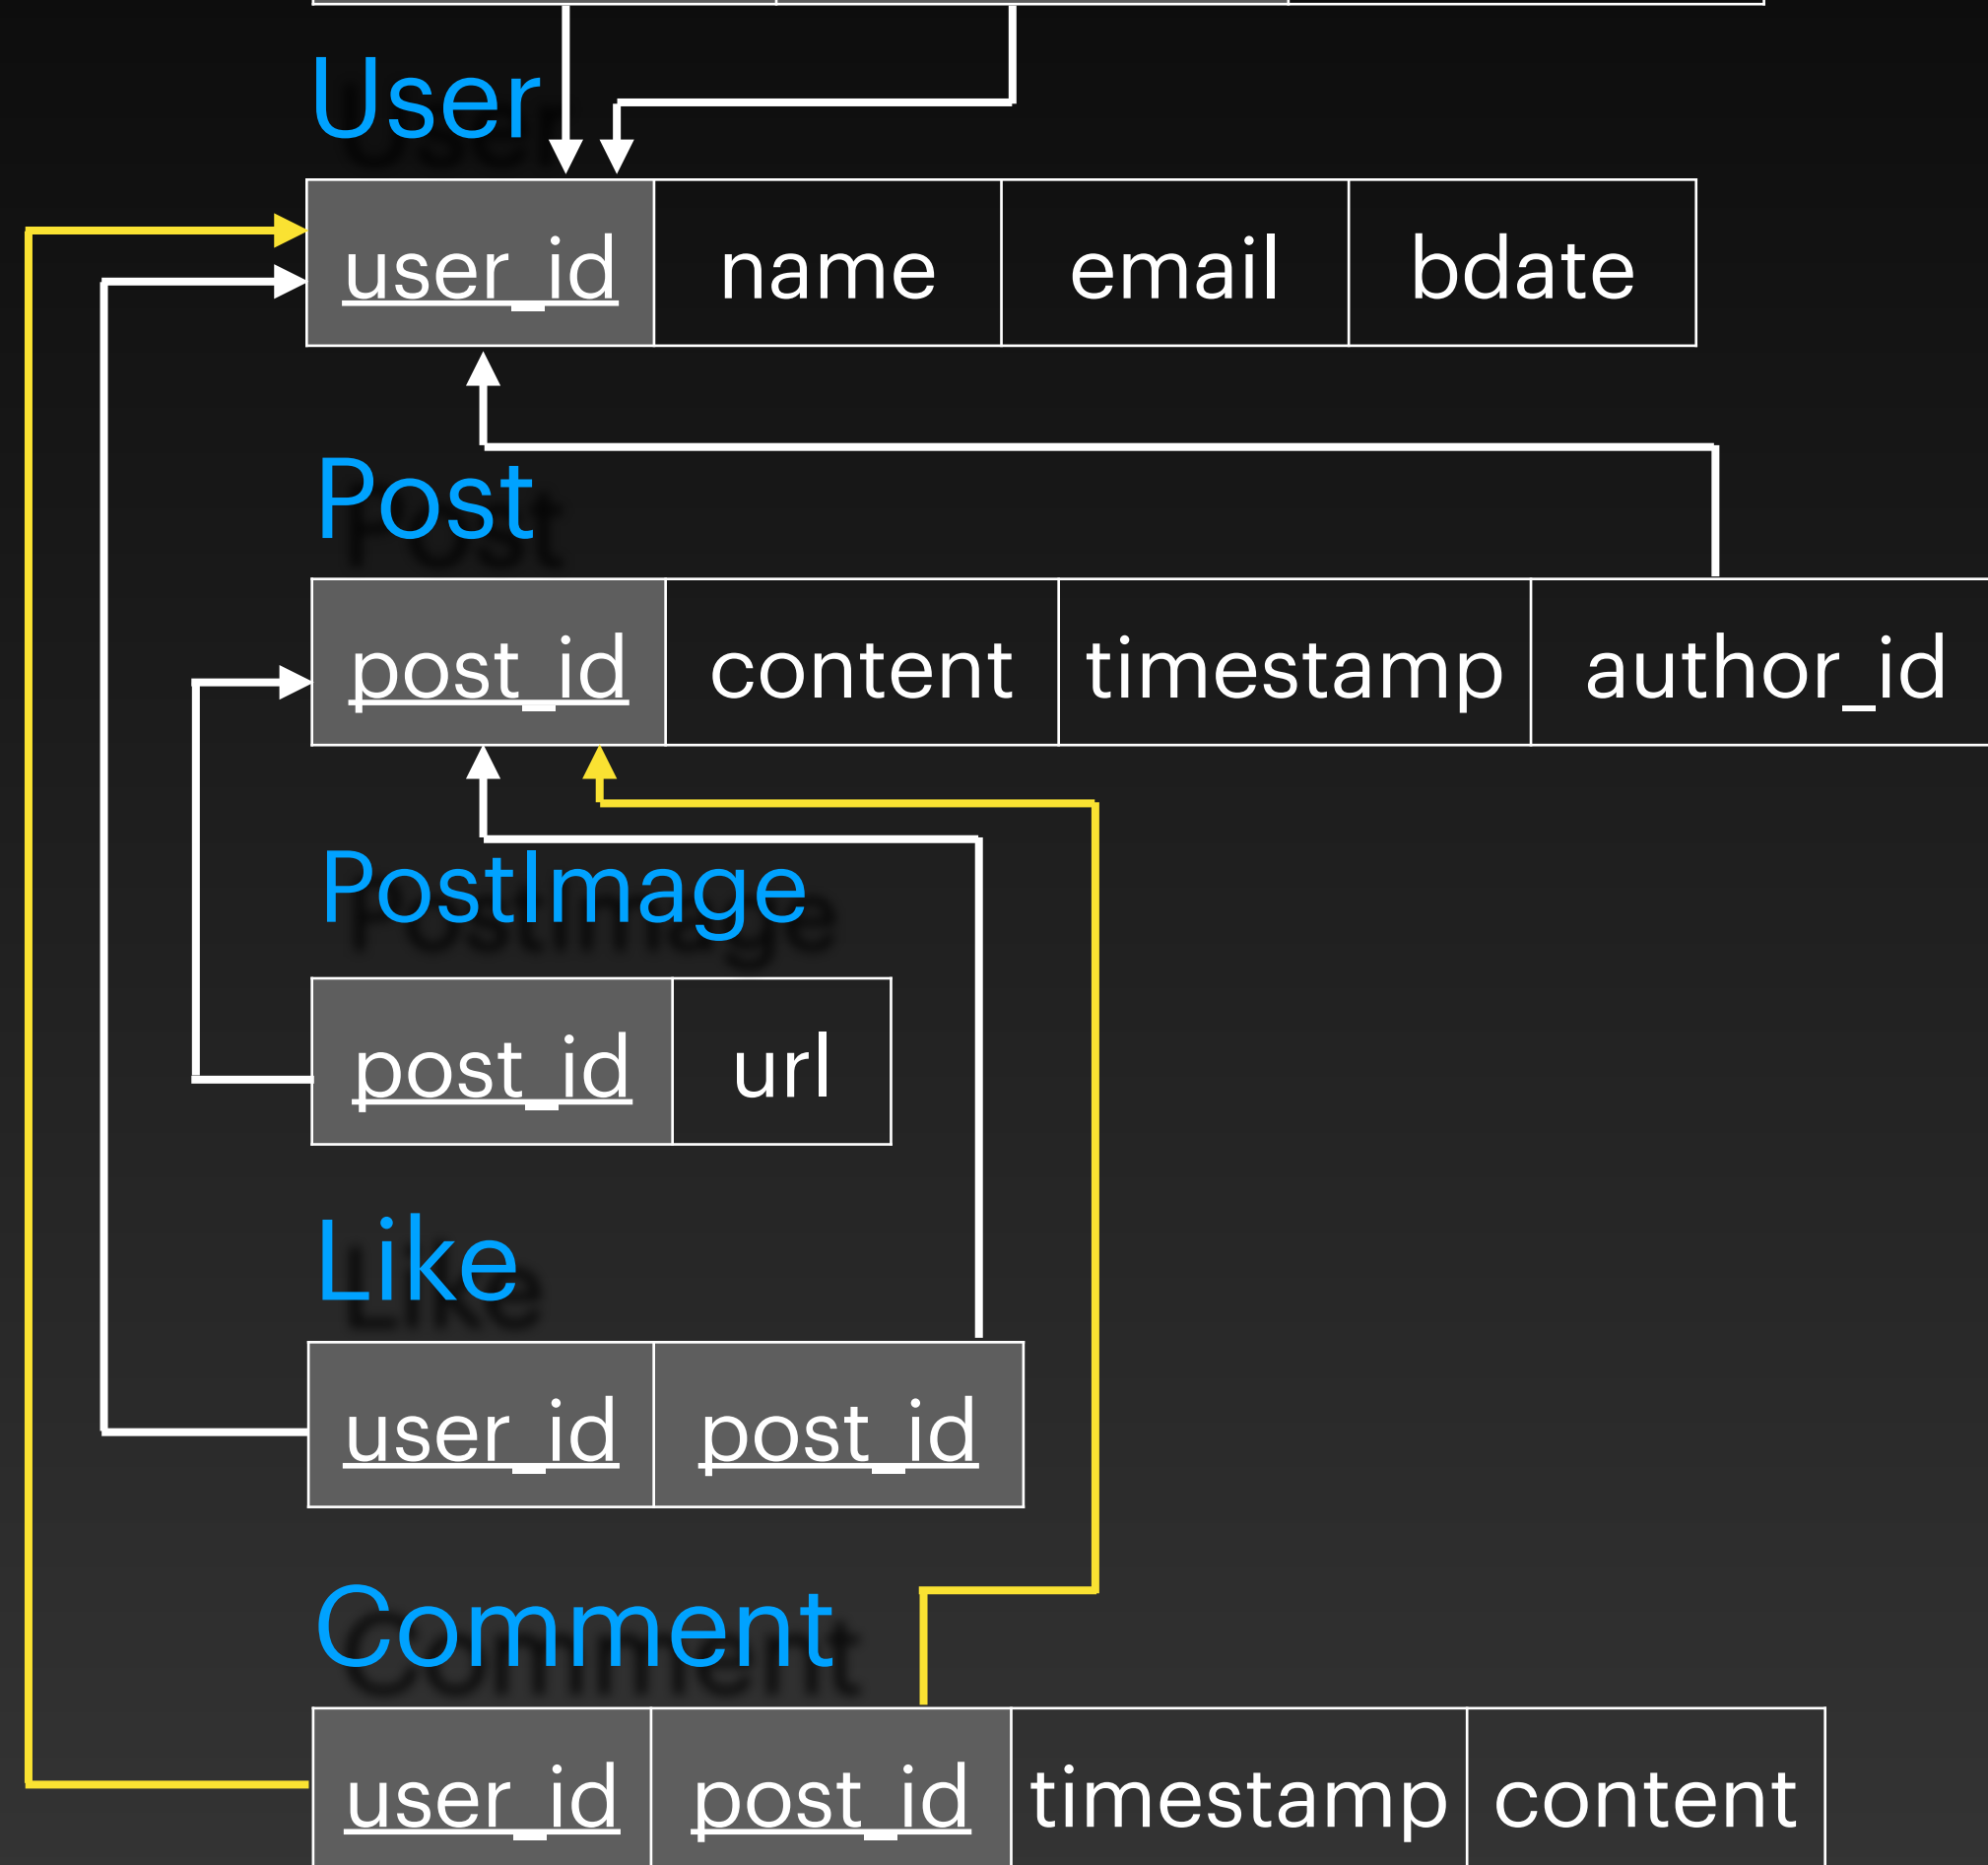 User
user_id name email bdate
Post
post_id content timestamp author_id
PostImage
post_id url
Like
user_id post_id
Comment
user_id post_id timestamp content